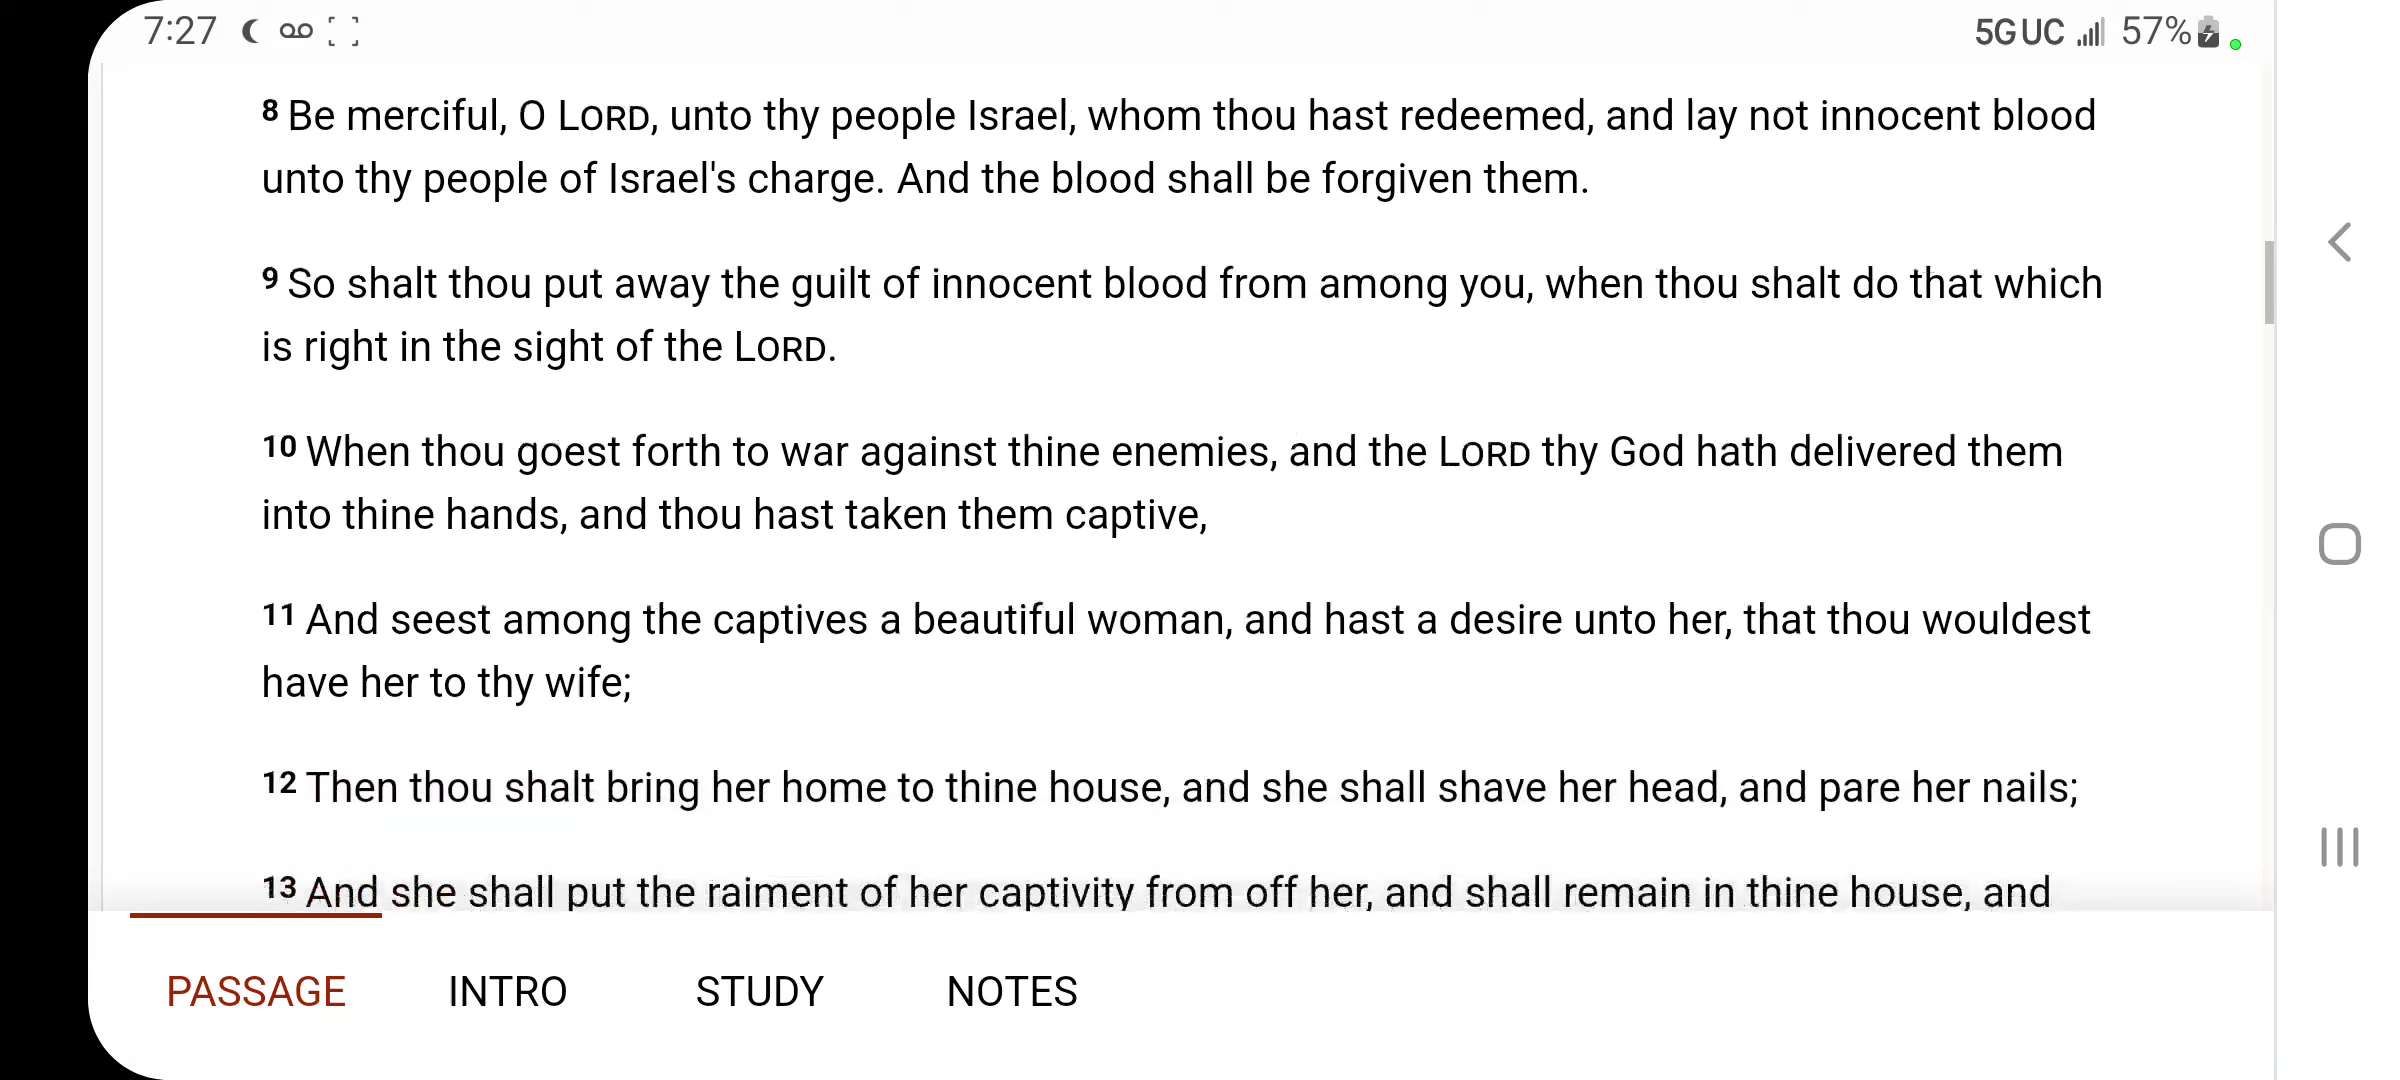 7:27
5G UC 57%
8 Be merciful, O LORD, unto thy people Israel, whom thou hast redeemed, and lay not innocent blood
unto thy people of Israel's charge. And the blood shall be forgiven them.
9 So shalt thou put away the guilt of innocent blood from among you, when thou shalt do that which
is right in the sight of the LORD.
10 When thou goest forth to war against thine enemies, and the LORD thy God hath delivered them
into thine hands, and thou hast taken them captive,
11 And seest among the captives a beautiful woman, and hast a desire unto her, that thou wouldest
have her to thy wife;
12 Then thou shalt bring her home to thine house, and she shall shave her head, and pare her nails;
13 And she shall put the raiment of her captivity from off her, and shall remain in thine house, and
PASSAGE INTRO STUDY NOTES